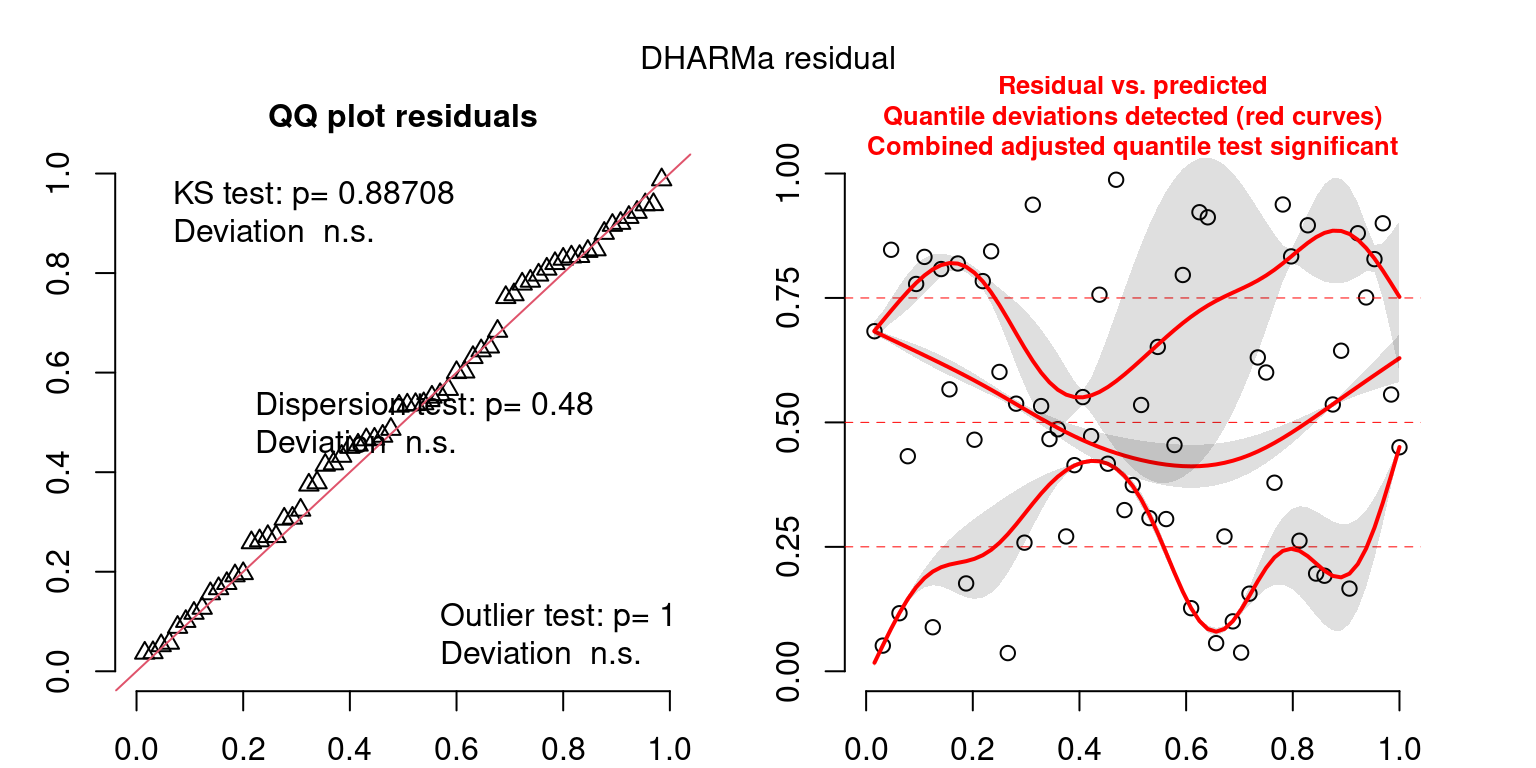 DHARMa residual
QQ plot residuals
KS test: p= 0.88708
Deviation  n.s.
Dispersion test: p= 0.48
Deviation  n.s.
Outlier test: p= 1
Deviation  n.s.
1.0
0.8
0.6
0.4
0.2
0.0
0.0 0.2 0.4 0.6 0.8 1.0
Residual vs. predicted
Quantile deviations detected (red curves)
Combined adjusted quantile test significant
1.00
0.75
0.50
0.25
0.00
0.0 0.2 0.4 0.6 0.8 1.0